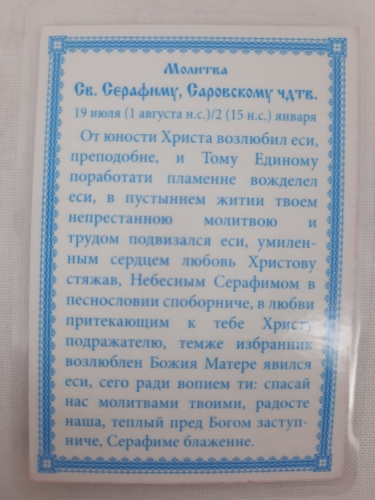 Молитва
Св. Серафиму, Саровскому чдтв.
19 июля (1 августа н.с.)/2 (15 н.с.) января
От юности Христа возлюбил еси,
преподобне, и Тому Единому
поработати пламенне вожделел
еси, в пустыннем житии твоем
непрестанною молитвою и
трудом подвизался еси, умилен-
ным сердцем любовь Христову
стяжав, Небесным Серафимом в
песнословии споборниче, в любви
притекающим к тебе Христу
подражателю, темже избранник
возлюблен Божия Матере явился
еси, сего ради вопием ти: спасай
нас молитвами твоими, радосте
наша, теплый пред Богом заступ-
ниче, Серафиме блаженне.